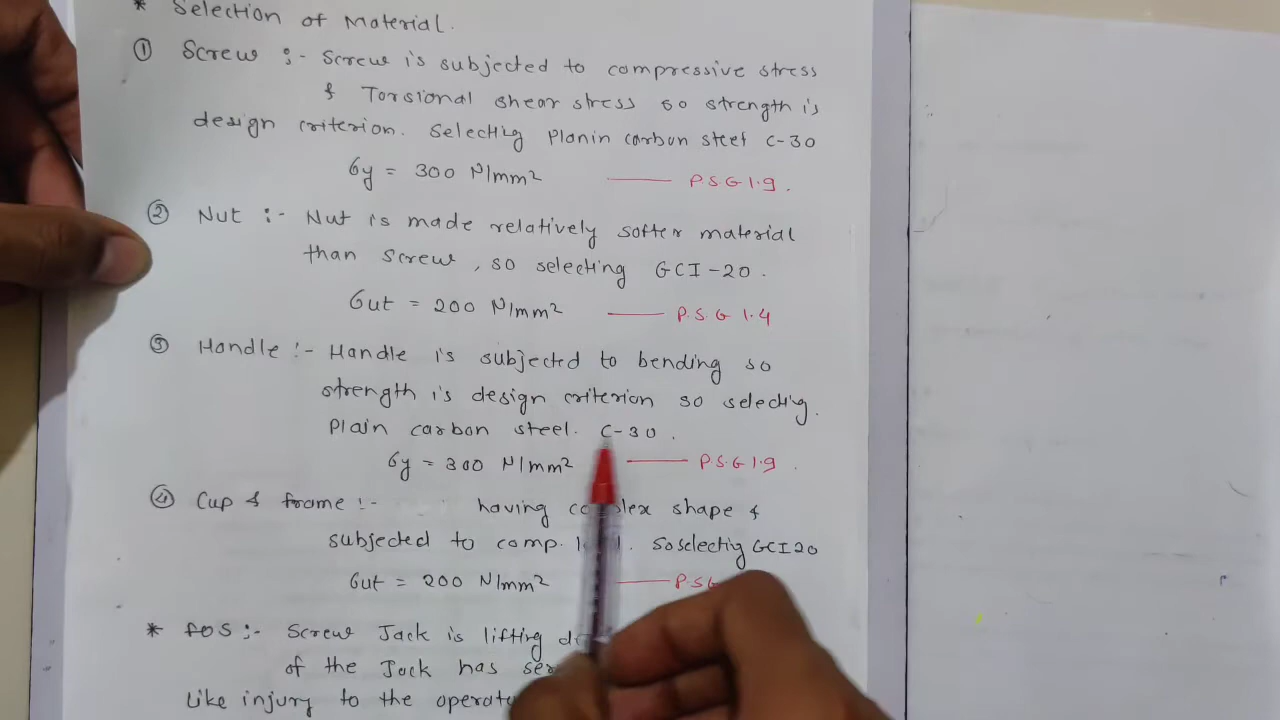 * Selection of Material.
① Screw :- Screw is subjected to compressive stress
& Torsional shear stress so strength is
design criterion. Selecting Planin carbon steel C-30
σy = 300 N/mm² —— P.S.G 1.9.
② Nut :- Nut is made relatively softer material
than screw, so selecting GCI-20.
σut = 200 N/mm² —— P.S.G 1.4
③ Handle :- Handle is subjected to bending so
strength is design criterion so selecting.
Plain carbon steel. C-30.
σy = 300 N/mm² —— P.S.G 1.9.
④ Cup & frame :- having shape &
subjected to comp. So selectig GCI 20
σut = 200 N/mm² —— P.SG
* FOS :- Screw Jack is lifting
of the Jack has
like injury to the